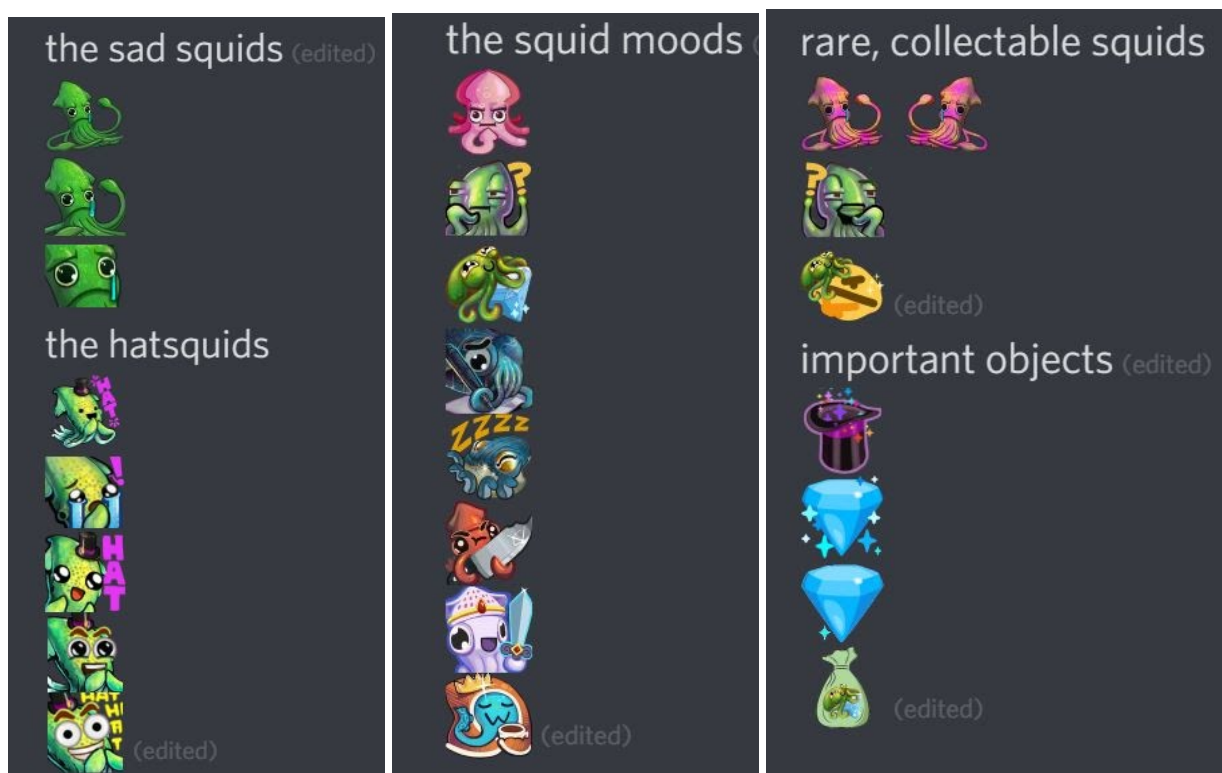 the sad squids (edited)
the hatsquids
HAT
!
HAT
HAT HAT
(edited)
the squid moods (
?
ZZZZ
(edited)
rare, collectable squids
?
(edited)
important objects (edited)
(edited)